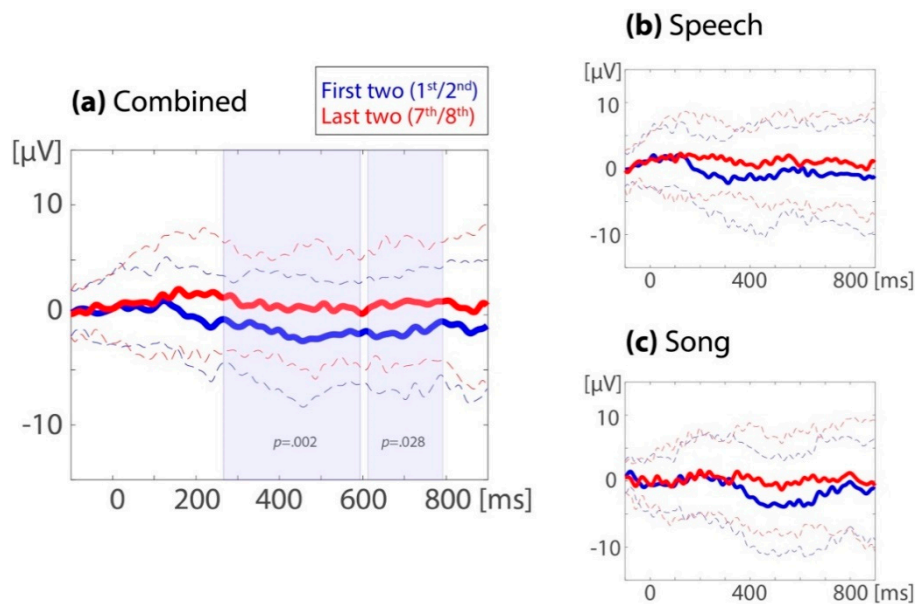 (a) Combined
First two (1st/2nd)
Last two (7th/8th)
[µV]
10
0
-10
p=.002
p=.028
0 200 400 600 800 [ms]
(b) Speech
[µV]
10
0
-10
0 400 800 [ms]
(c) Song
[µV]
10
0
-10
0 400 800 [ms]